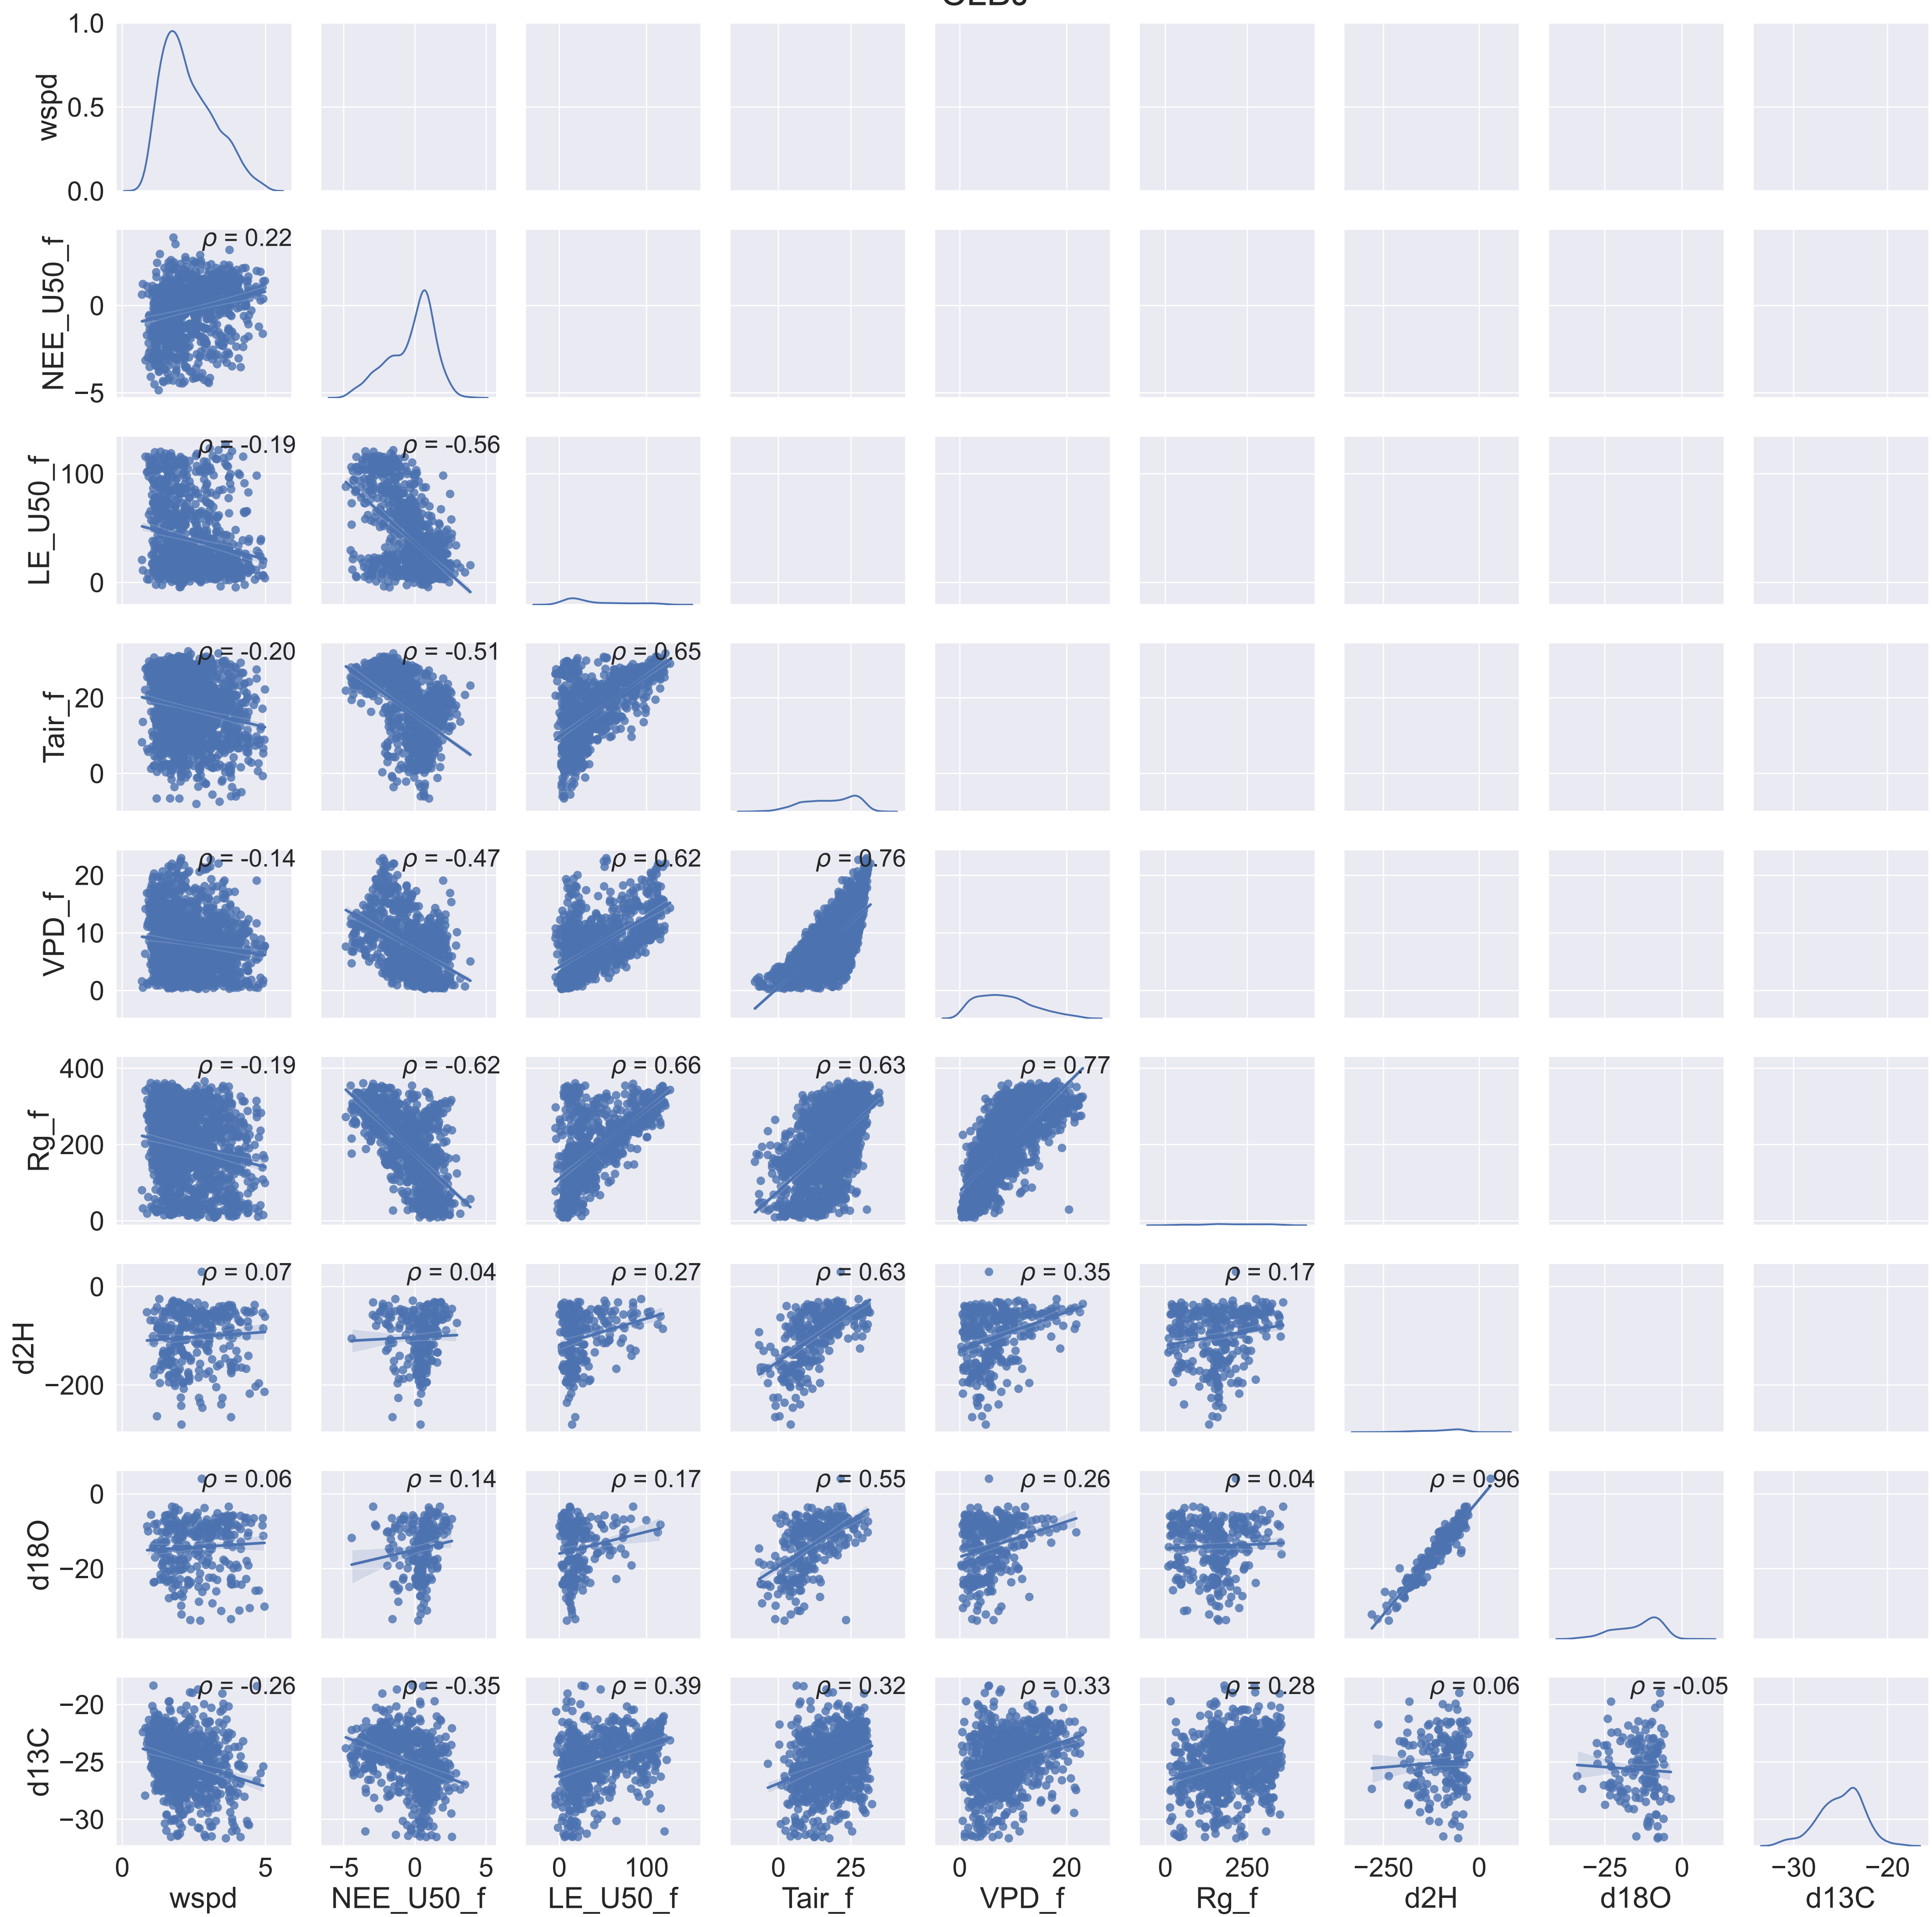 1.0
wspd
0.5
0.0
ρ = 0.22
NEE_U50_f
0
−5
ρ = -0.19 ρ = -0.56
LE_U50_f
100
0
ρ = -0.20 ρ = -0.51 ρ = 0.65
Tair_f
20
0
ρ = -0.14 ρ = -0.47 ρ = 0.62 ρ = 0.76
VPD_f
20
10
0
ρ = -0.19 ρ = -0.62 ρ = 0.66 ρ = 0.63 ρ = 0.77
Rg_f
400
200
0
ρ = 0.07 ρ = 0.04 ρ = 0.27 ρ = 0.63 ρ = 0.35 ρ = 0.17
d2H
0
−200
ρ = 0.06 ρ = 0.14 ρ = 0.17 ρ = 0.55 ρ = 0.26 ρ = 0.04 ρ = 0.96
d18O
0
−20
ρ = -0.26 ρ = -0.35 ρ = 0.39 ρ = 0.32 ρ = 0.33 ρ = 0.28 ρ = 0.06 ρ = -0.05
d13C
−20
−25
−30
0 5 −5 0 5 0 100 0 25 0 20 0 250 −250 0 −25 0 −30 −20
wspd NEE_U50_f LE_U50_f Tair_f VPD_f Rg_f d2H d18O d13C